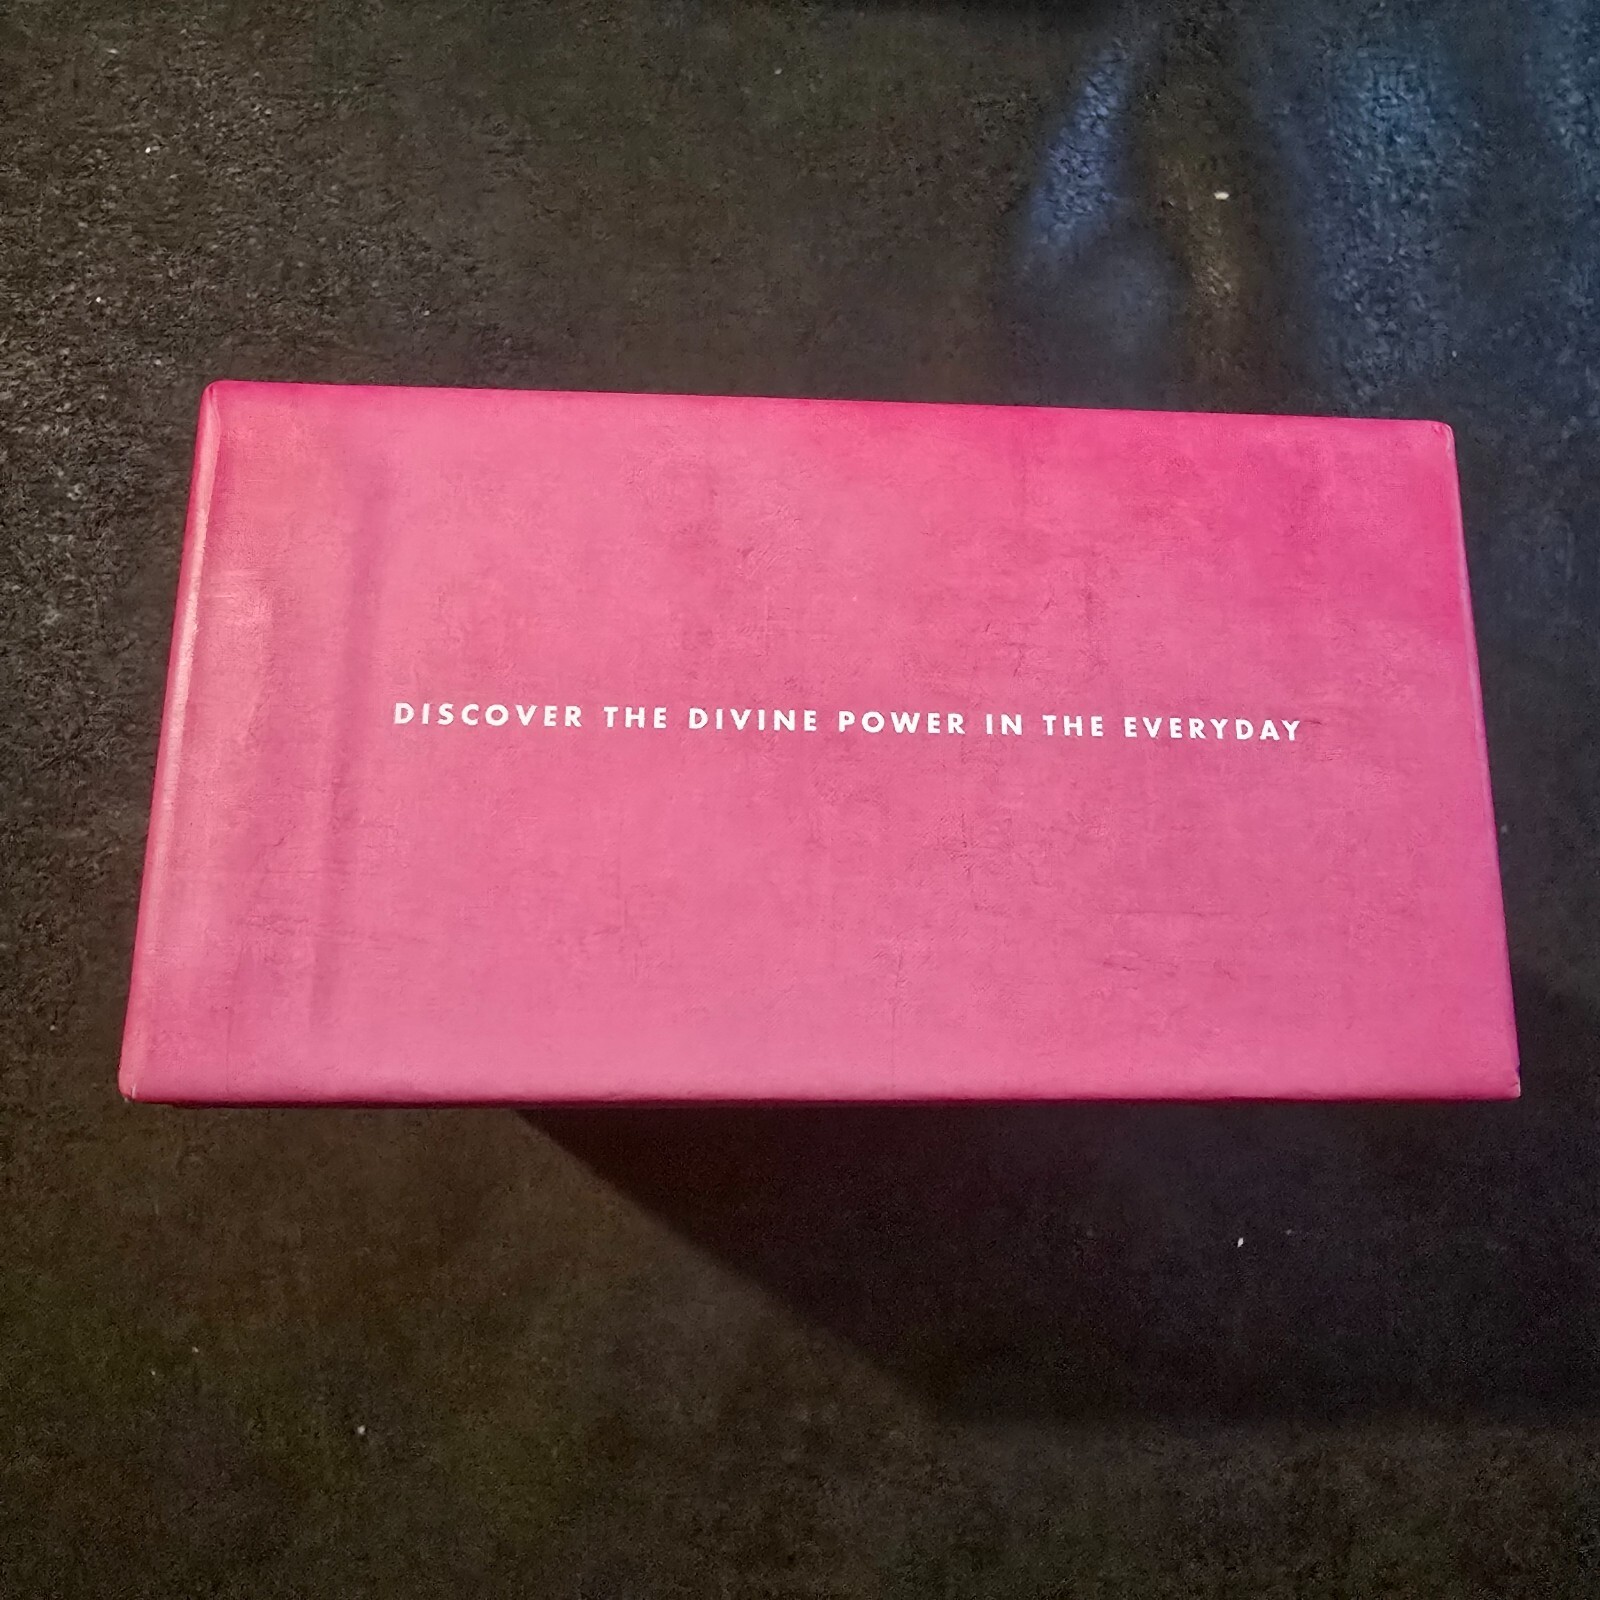 DISCOVER THE DIVINE POWER IN THE EVERYDAY